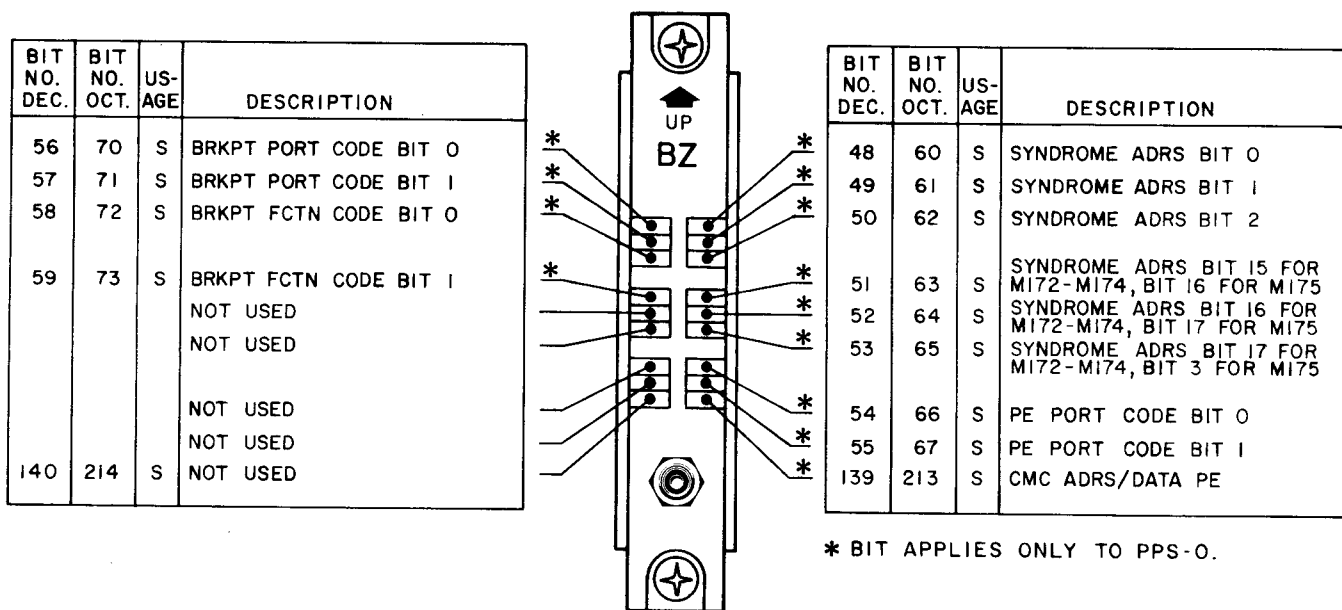 BIT NO. DEC. BIT NO. OCT. US-AGE DESCRIPTION
56 70 S BRKPT PORT CODE BIT 0
57 71 S BRKPT PORT CODE BIT 1
58 72 S BRKPT FCTN CODE BIT 0
59 73 S BRKPT FCTN CODE BIT 1
NOT USED
NOT USED
NOT USED
NOT USED
140 214 S NOT USED
*
*
*
*
UP
BZ
*
*
*
*
*
*
*
*
*
BIT NO. DEC. BIT NO. OCT. US-AGE DESCRIPTION
48 60 S SYNDROME ADRS BIT 0
49 61 S SYNDROME ADRS BIT 1
50 62 S SYNDROME ADRS BIT 2
51 63 S SYNDROME ADRS BIT 15 FOR
M172-M174, BIT 16 FOR M175
52 64 S SYNDROME ADRS BIT 16 FOR
M172-M174, BIT 17 FOR M175
53 65 S SYNDROME ADRS BIT 17 FOR
M172-M174, BIT 3 FOR M175
54 66 S PE PORT CODE BIT 0
55 67 S PE PORT CODE BIT 1
139 213 S CMC ADRS/DATA PE
* BIT APPLIES ONLY TO PPS-0.